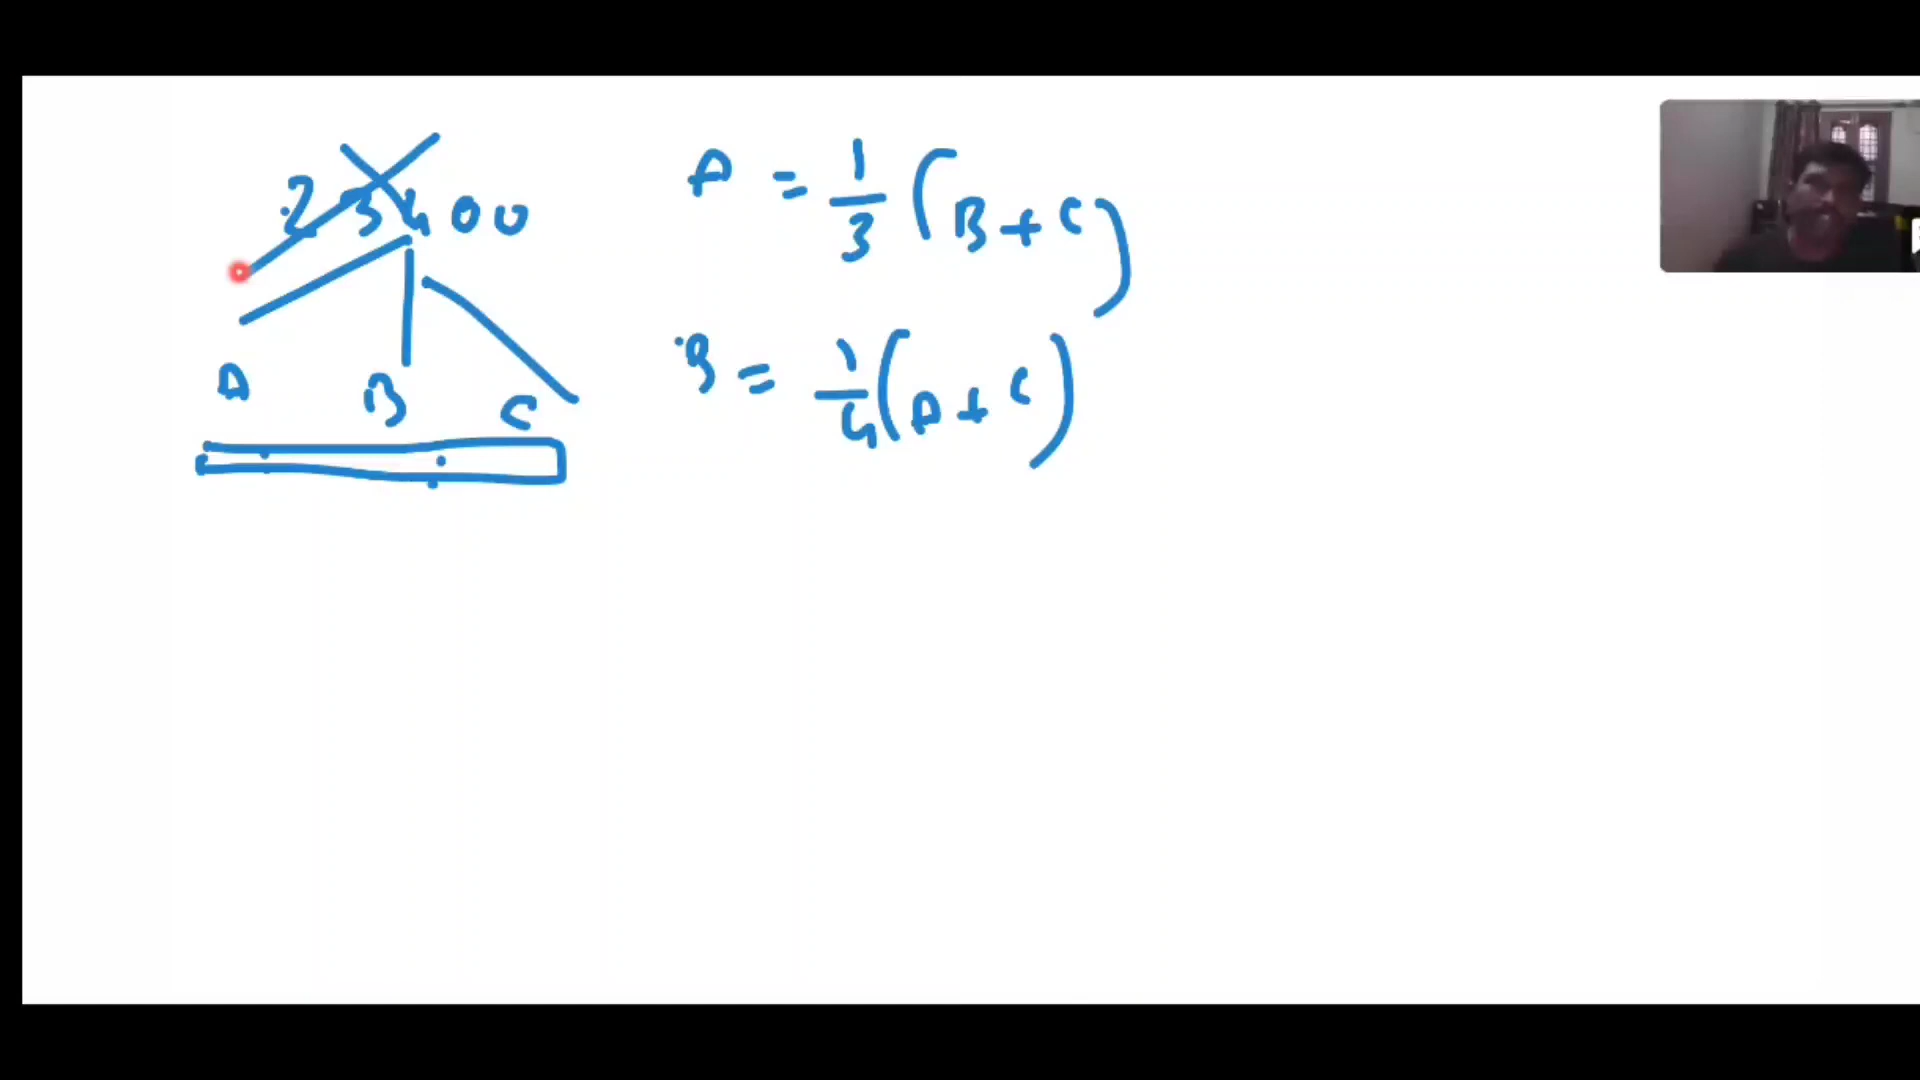 23400
A = 1/3 (B + C)
B = 1/4 (A + C)
A B C